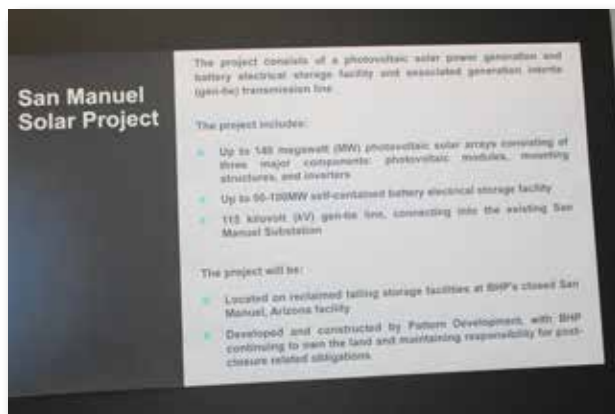 San Manuel
Solar Project
The project consists of a photovoltaic solar power generation and
battery electrical storage facility and associated generation intertie
(gen-tie) transmission line.
The project includes:
Up to 140 megawatt (MW) photovoltaic solar arrays consisting of
three major components: photovoltaic modules, mounting
structures, and inverters
Up to 50-100MW self-contained battery electrical storage facility
115 kilovolt (kV) gen-tie line, connecting into the existing San
Manuel Substation
The project will be:
Located on reclaimed tailing storage facilities at BHP's closed San
Manuel, Arizona facility
Developed and constructed by Pattern Development, with BHP
continuing to own the land and maintaining responsibility for post-
closure related obligations.